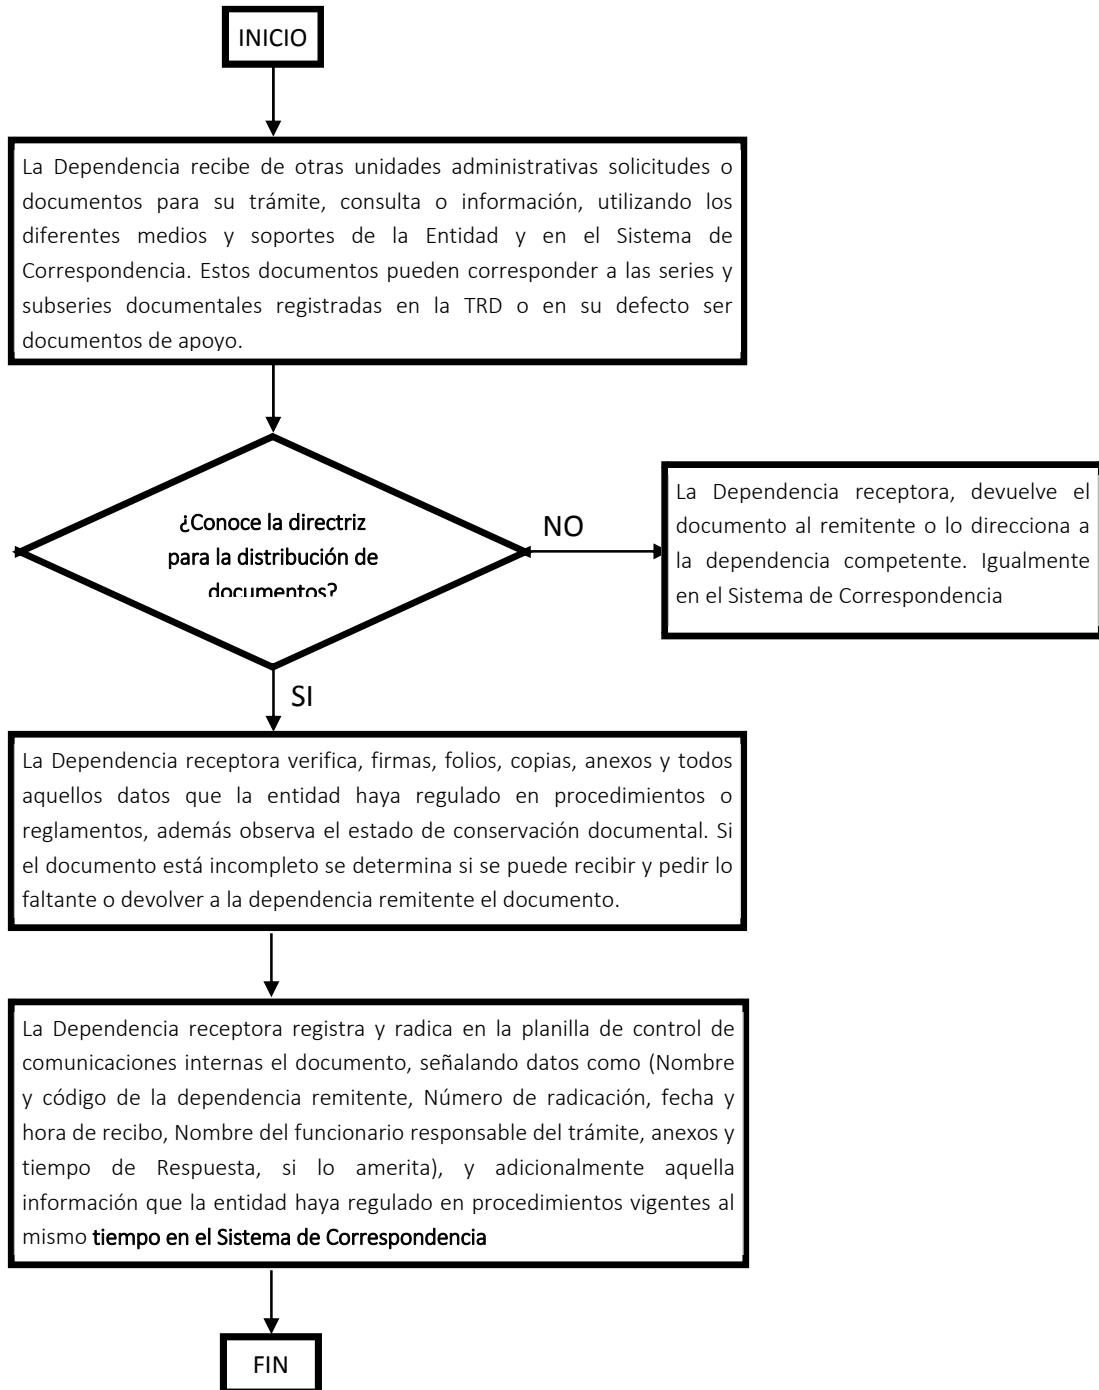 INICIO
La Dependencia recibe de otras unidades administrativas solicitudes o
documentos para su trámite, consulta o información, utilizando los
diferentes medios y soportes de la Entidad y en el Sistema de
Correspondencia. Estos documentos pueden corresponder a las series y
subseries documentales registradas en la TRD o en su defecto ser
documentos de apoyo.
¿Conoce la directriz
para la distribución de
documentos?
NO
La Dependencia receptora, devuelve el
documento al remitente o lo direcciona a
la dependencia competente. Igualmente
en el Sistema de Correspondencia
SI
La Dependencia receptora verifica, firmas, folios, copias, anexos y todos
aquellos datos que la entidad haya regulado en procedimientos o
reglamentos, además observa el estado de conservación documental. Si
el documento está incompleto se determina si se puede recibir y pedir lo
faltante o devolver a la dependencia remitente el documento.
La Dependencia receptora registra y radica en la planilla de control de
comunicaciones internas el documento, señalando datos como (Nombre
y código de la dependencia remitente, Número de radicación, fecha y
hora de recibo, Nombre del funcionario responsable del trámite, anexos y
tiempo de Respuesta, si lo amerita), y adicionalmente aquella
información que la entidad haya regulado en procedimientos vigentes al
mismo tiempo en el Sistema de Correspondencia
FIN